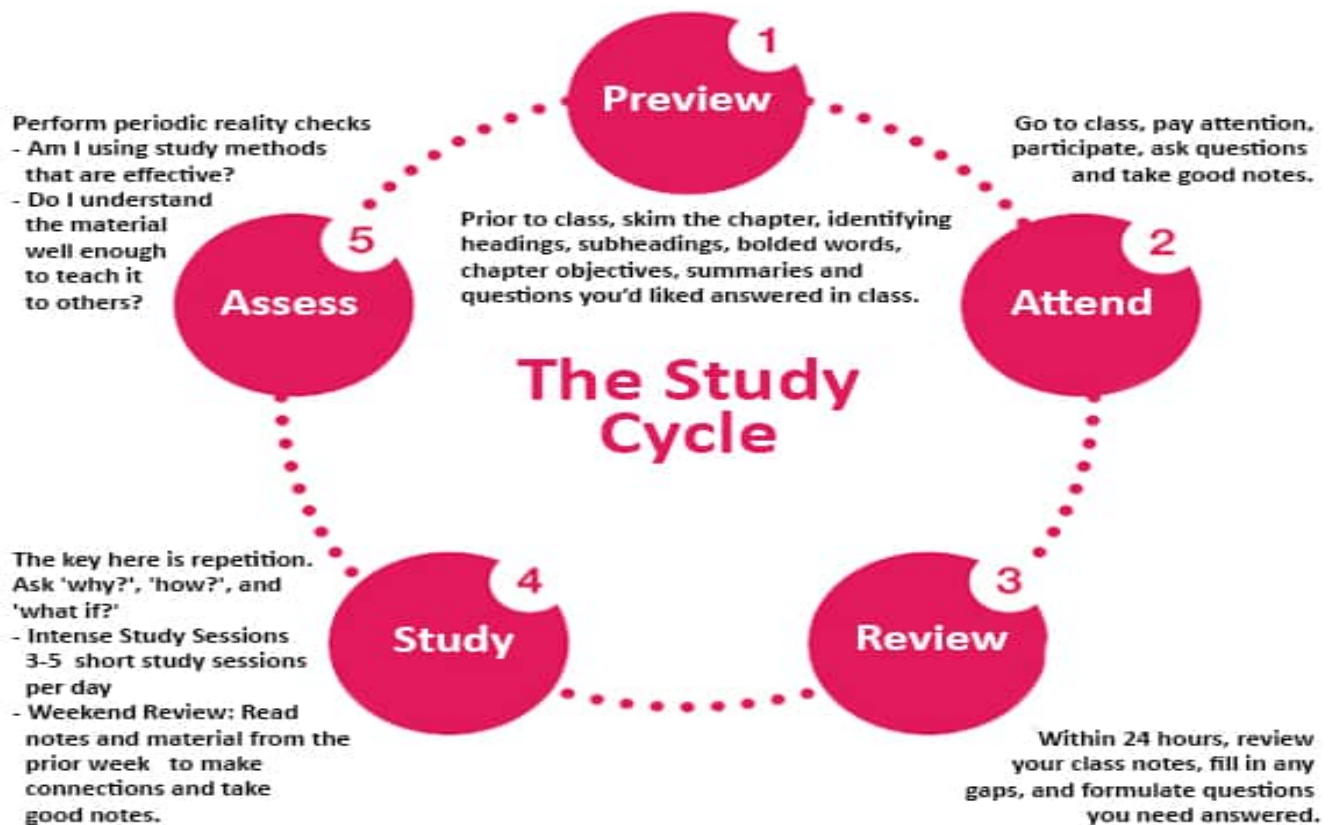 1
Preview
Prior to class, skim the chapter, identifying
headings, subheadings, bolded words,
chapter objectives, summaries and
questions you'd liked answered in class.
Go to class, pay attention,
participate, ask questions
and take good notes.
2
Attend
3
Review
Within 24 hours, review
your class notes, fill in any
gaps, and formulate questions
you need answered.
4
Study
The key here is repetition.
Ask 'why?', 'how?', and
'what if?'
- Intense Study Sessions
3-5 short study sessions
per day
- Weekend Review: Read
notes and material from the
prior week to make
connections and take
good notes.
5
Assess
Perform periodic reality checks
- Am I using study methods
that are effective?
- Do I understand
the material
well enough
to teach it
to others?
The Study
Cycle